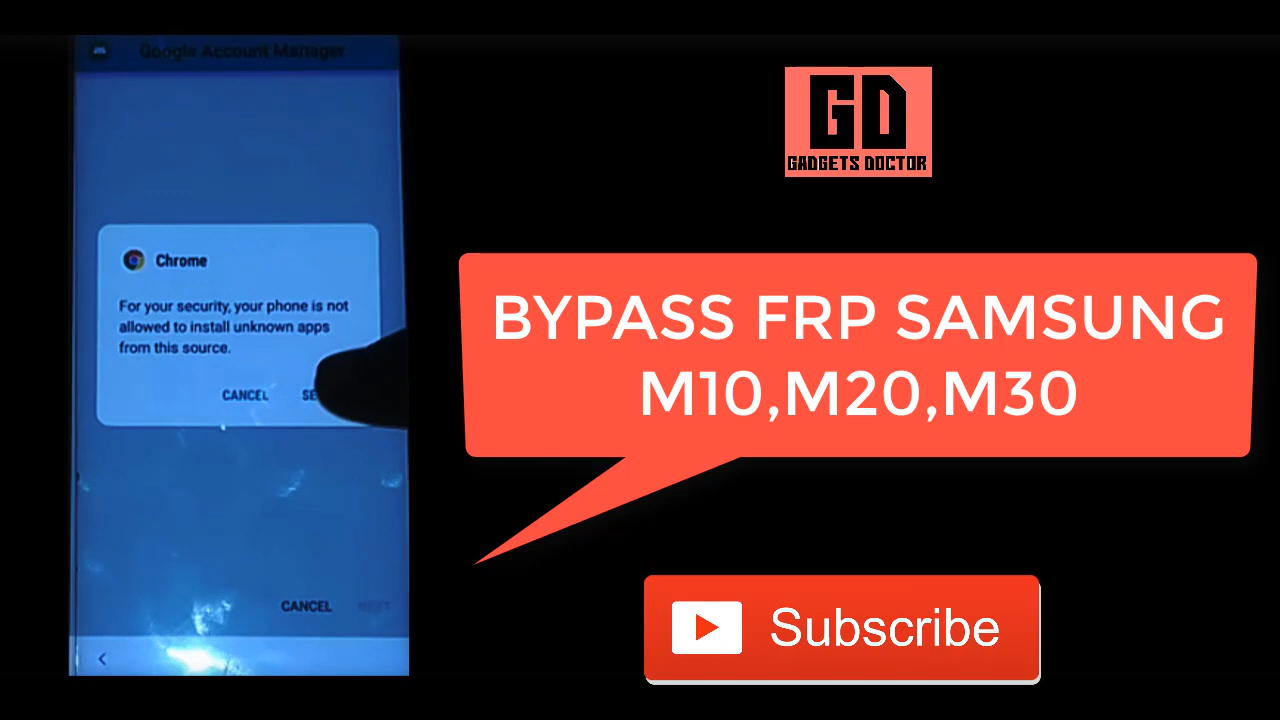 Google Account Manager
Chrome
For your security, your phone is not
allowed to install unknown apps
from this source.
CANCEL
CANCEL NEXT
GD
GADGETS DOCTOR
BYPASS FRP SAMSUNG
M10,M20,M30
Subscribe